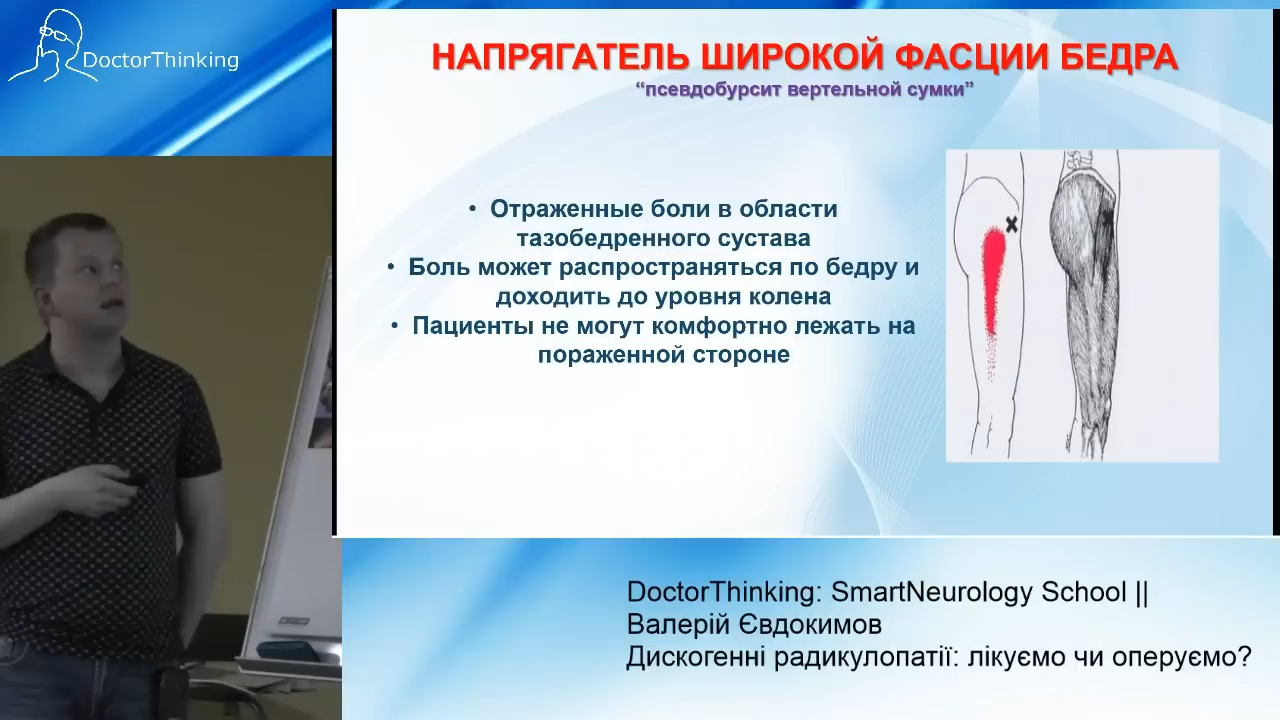 DoctorThinking
НАПРЯГАТЕЛЬ ШИРОКОЙ ФАСЦИИ БЕДРА
“псевдобурсит вертельной сумки”
• Отраженные боли в области
тазобедренного сустава
• Боль может распространяться по бедру и
доходить до уровня колена
• Пациенты не могут комфортно лежать на
пораженной стороне
DoctorThinking: SmartNeurology School ||
Валерій Євдокимов
Дискогенні радикулопатії: лікуємо чи оперуємо?